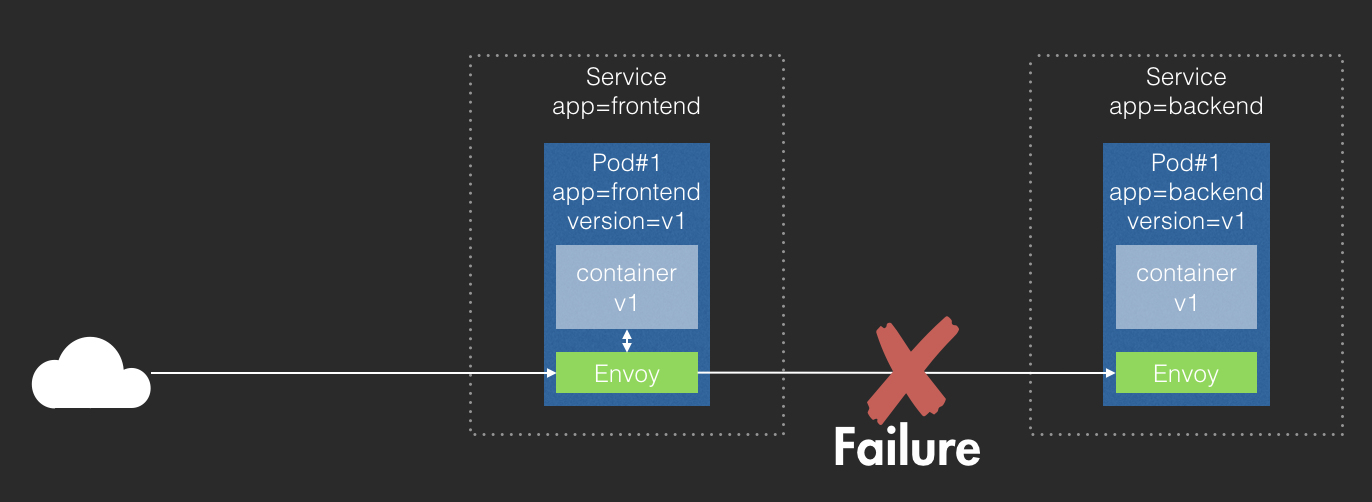 Service
app=frontend
Pod#1
app=frontend
version=v1
container
v1
Envoy
Failure
Service
app=backend
Pod#1
app=backend
version=v1
container
v1
Envoy